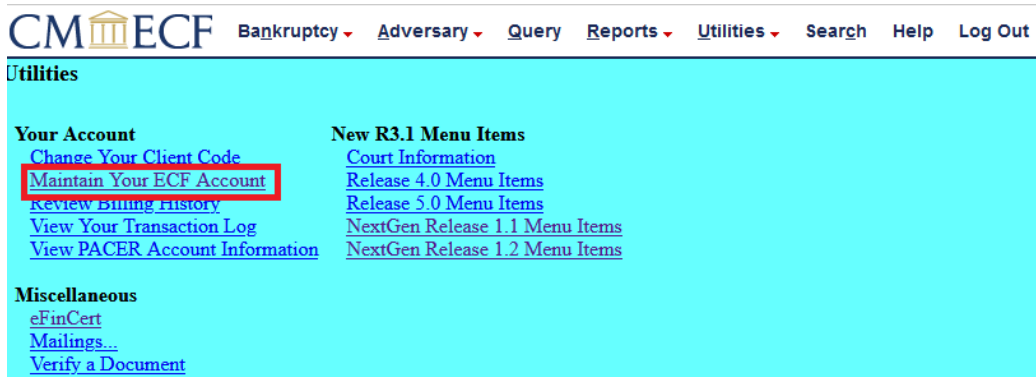 CM ECF Bankruptcy Adversary Query Reports Utilities Search Help Log Out
Utilities
Your Account
Change Your Client Code
Maintain Your ECF Account
Review Billing History
View Your Transaction Log
View PACER Account Information
New R3.1 Menu Items
Court Information
Release 4.0 Menu Items
Release 5.0 Menu Items
NextGen Release 1.1 Menu Items
NextGen Release 1.2 Menu Items
Miscellaneous
eFinCert
Mailings...
Verify a Document